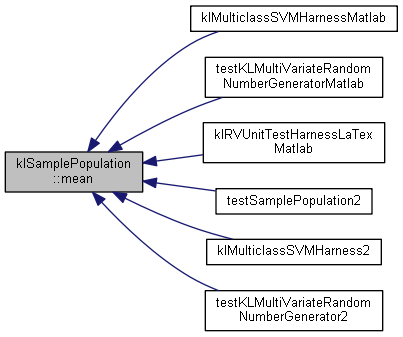 klMulticlassSVMHarnessMatlab
testKLMultiVariateRandom
NumberGeneratorMatlab
klRVUnitTestHarnessLaTex
Matlab
klSamplePopulation
::mean
testSamplePopulation2
klMulticlassSVMHarness2
testKLMultiVariateRandom
NumberGenerator2